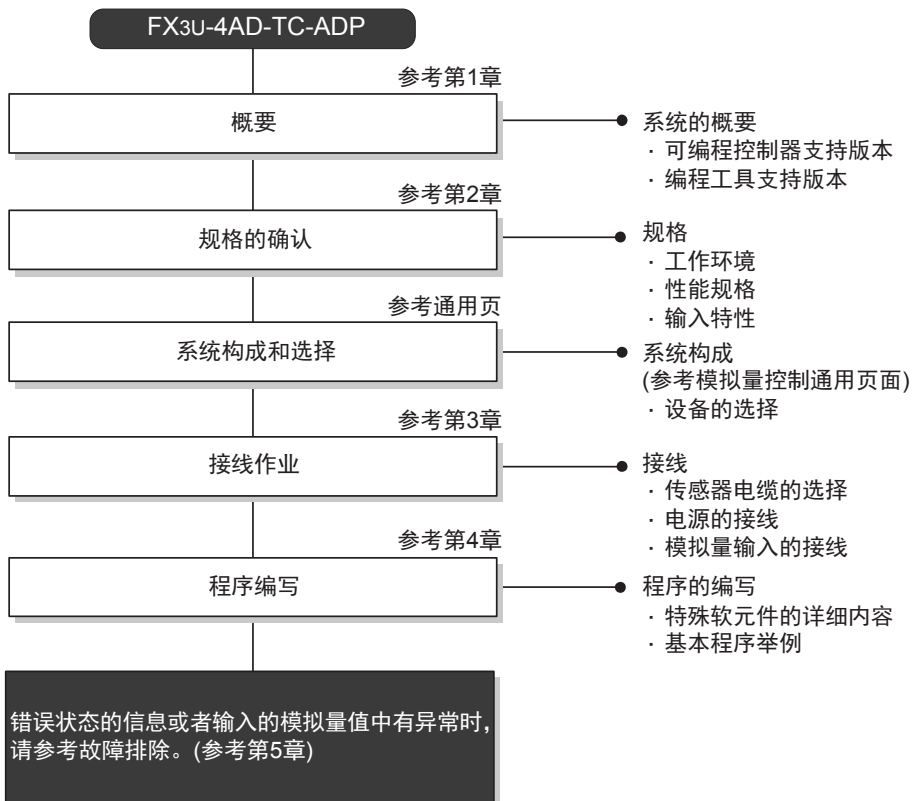 FX3U-4AD-TC-ADP
参考第1章
概要
系统的概要
· 可编程控制器支持版本
· 编程工具支持版本
参考第2章
规格的确认
规格
· 工作环境
· 性能规格
· 输入特性
参考通用页
系统构成和选择
系统构成
(参考模拟量控制通用页面)
· 设备的选择
参考第3章
接线作业
接线
· 传感器电缆的选择
· 电源的接线
· 模拟量输入的接线
参考第4章
程序编写
程序的编写
· 特殊软元件的详细内容
· 基本程序举例
错误状态的信息或者输入的模拟量值中有异常时,
请参考故障排除。(参考第5章)